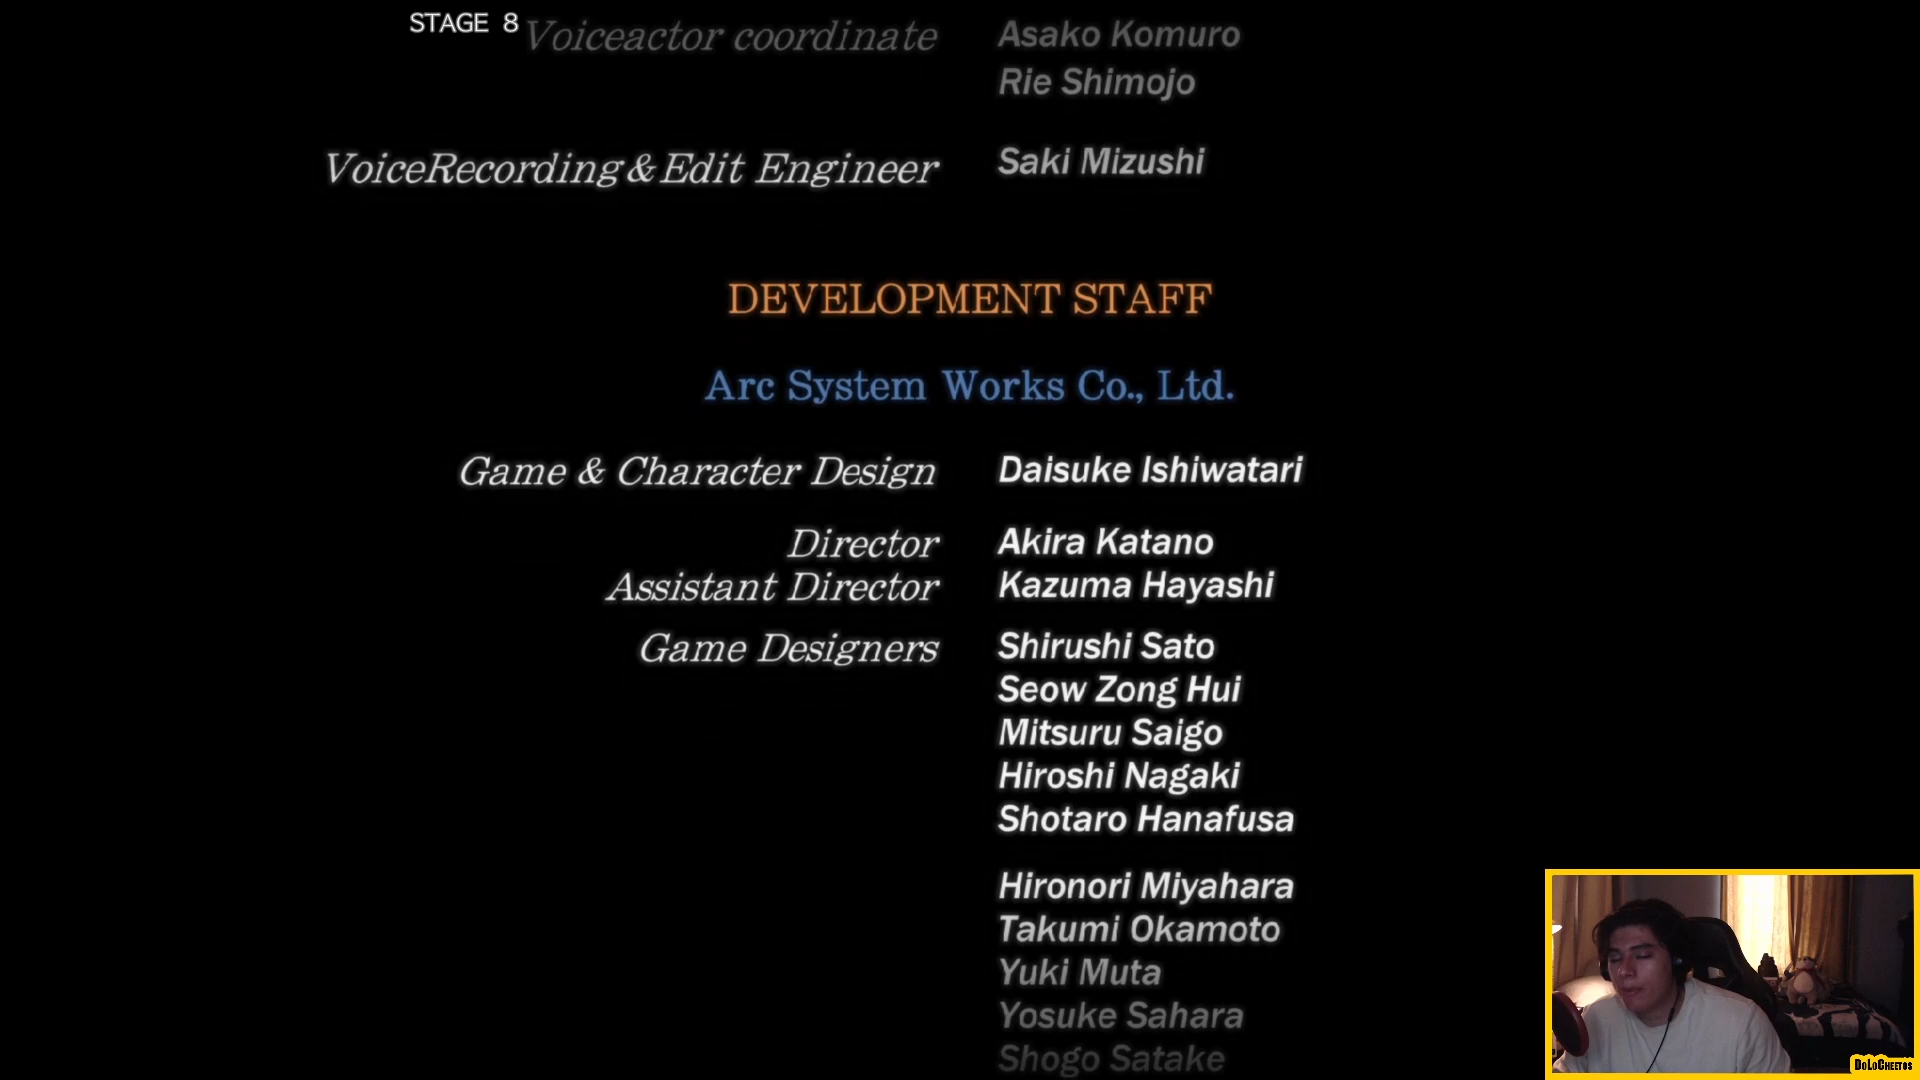 STAGE 8
Voiceactor coordinate Asako Komuro
Rie Shimojo
VoiceRecording&Edit Engineer Saki Mizushi
DEVELOPMENT STAFF
Arc System Works Co., Ltd.
Game & Character Design Daisuke Ishiwatari
Director Akira Katano
Assistant Director Kazuma Hayashi
Game Designers Shirushi Sato
Seow Zong Hui
Mitsuru Saigo
Hiroshi Nagaki
Shotaro Hanafusa
Hironori Miyahara
Takumi Okamoto
Yuki Muta
Yosuke Sahara
Shogo Satake
DoLoCheetos